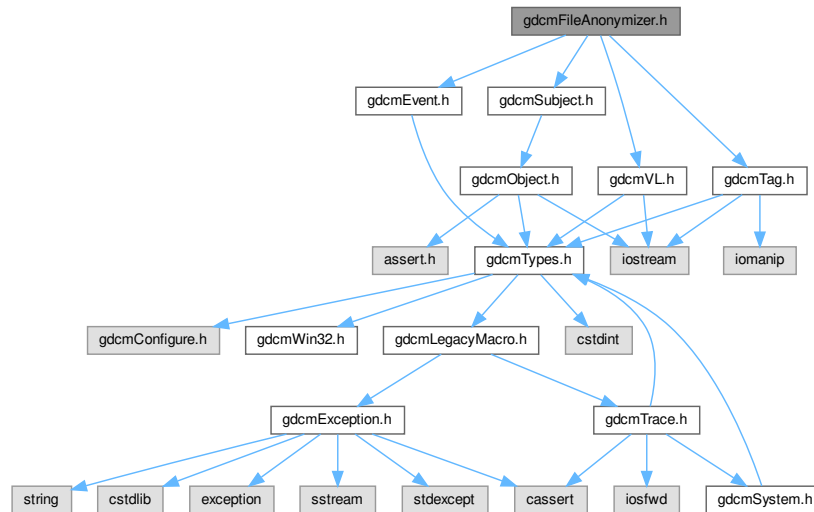 gdcmFileAnonymizer.h
gdcmEvent.h
gdcmSubject.h
gdcmObject.h
gdcmVL.h
gdcmTag.h
assert.h
gdcmTypes.h
iostream
iomanip
gdcmConfigure.h
gdcmWin32.h
gdcmLegacyMacro.h
cstdint
gdcmException.h
gdcmTrace.h
string
cstdlib
exception
sstream
stdexcept
cassert
iosfwd
gdcmSystem.h